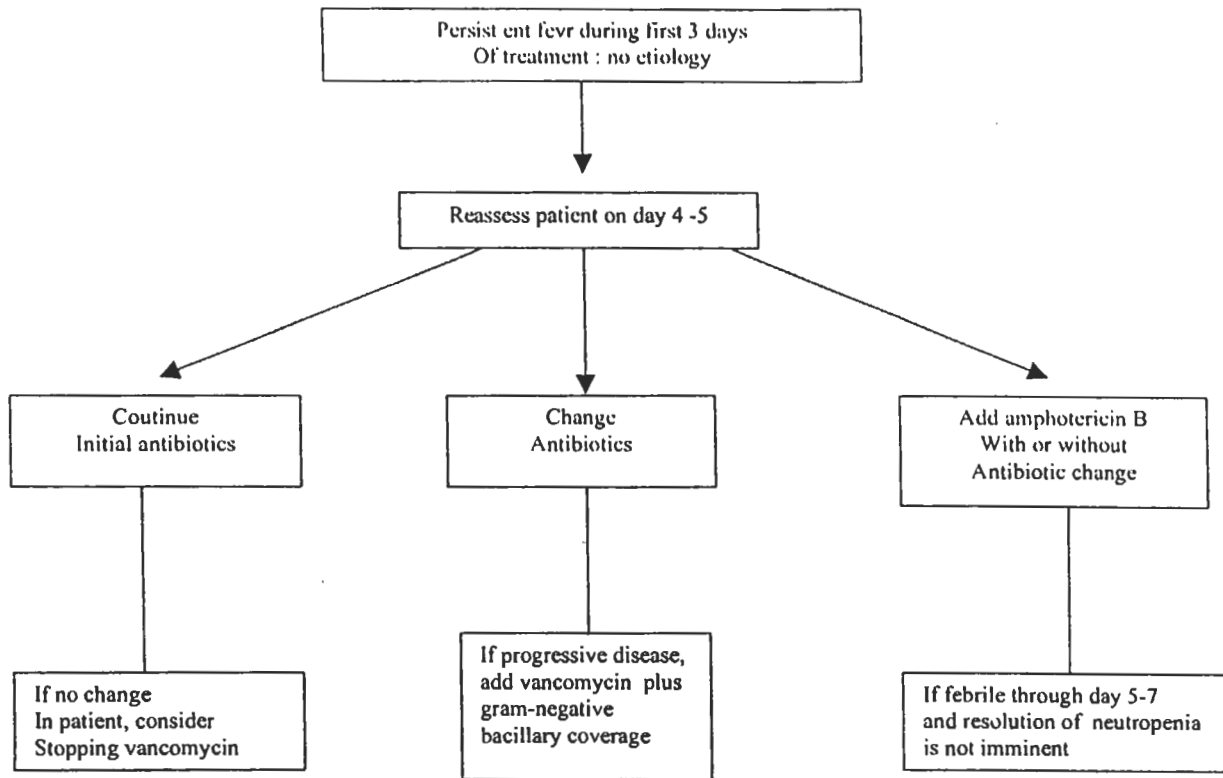 Persist ent fevr during first 3 days
Of treatment : no etiology
Reassess patient on day 4 -5
Coutinue
Initial antibiotics
Change
Antibiotics
Add amphotericin B
With or without
Antibiotic change
If no change
In patient, consider
Stopping vancomycin
If progressive disease,
add vancomycin plus
gram-negative
bacillary coverage
If febrile through day 5-7
and resolution of neutropenia
is not imminent